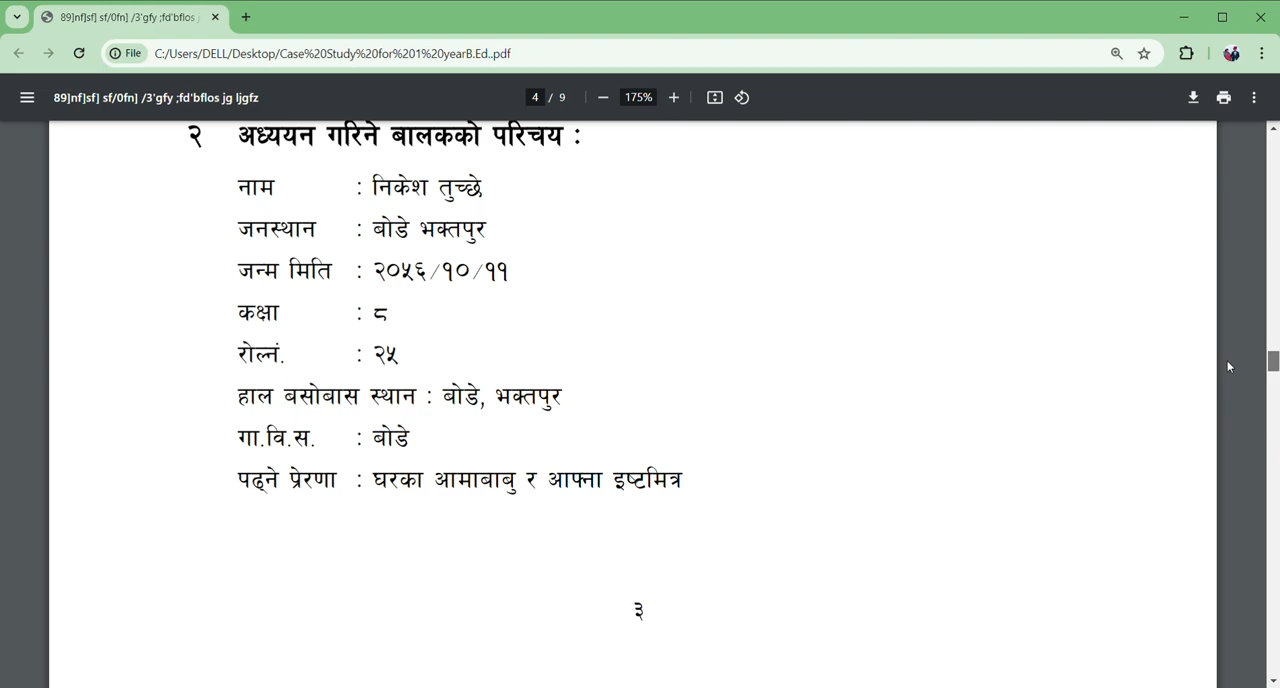 89]nf]sf] sf/0fn] /3'gfy ;fd'bflos j
File C:/Users/DELL/Desktop/Case%20Study%20for%201%20yearB.Ed..pdf
89]nf]sf] sf/0fn] /3'gfy ;fd'bflos jg ljgfz 4 / 9 175%
२ अध्ययन गरिने बालकको परिचय :
नाम : निकेश तुच्छे
जनस्थान : बोडे भक्तपुर
जन्म मिति : २०५६/१०/११
कक्षा : ८
रोल्नं. : २५
हाल बसोबास स्थान : बोडे, भक्तपुर
गा.वि.स. : बोडे
पढ्ने प्रेरणा : घरका आमाबाबु र आफ्ना इष्टमित्र
३